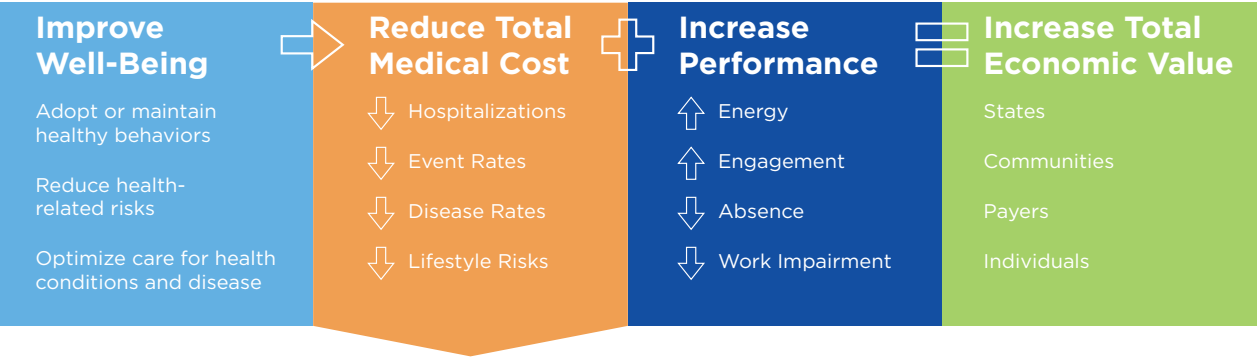 Improve
Well-Being
Adopt or maintain
healthy behaviors
Reduce health-
related risks
Optimize care for health
conditions and disease
Reduce Total
Medical Cost
Hospitalizations
Event Rates
Disease Rates
Lifestyle Risks
Increase
Performance
Energy
Engagement
Absence
Work Impairment
Increase Total
Economic Value
States
Communities
Payers
Individuals